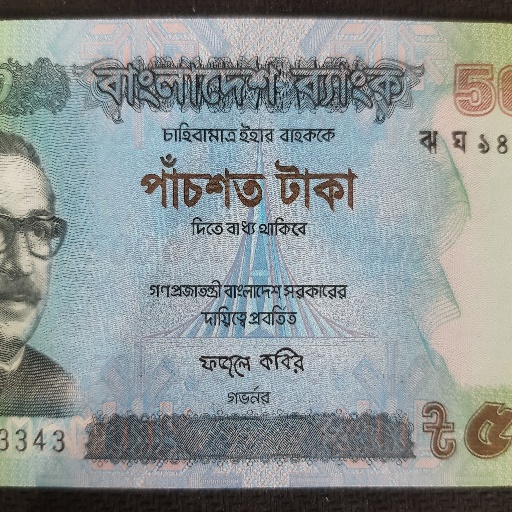 বাংলাদেশ ব্যাংক
50
চাহিবামাত্র ইহার বাহককে
ঝ ঘ ১৪
পাঁচশত টাকা
দিতে বাধ্য থাকিবে
গণপ্রজাতন্ত্রী বাংলাদেশ সরকারের
দায়িত্বে প্রবর্তিত
ফজলে কবির
গভর্নর
3343
৳ ৫